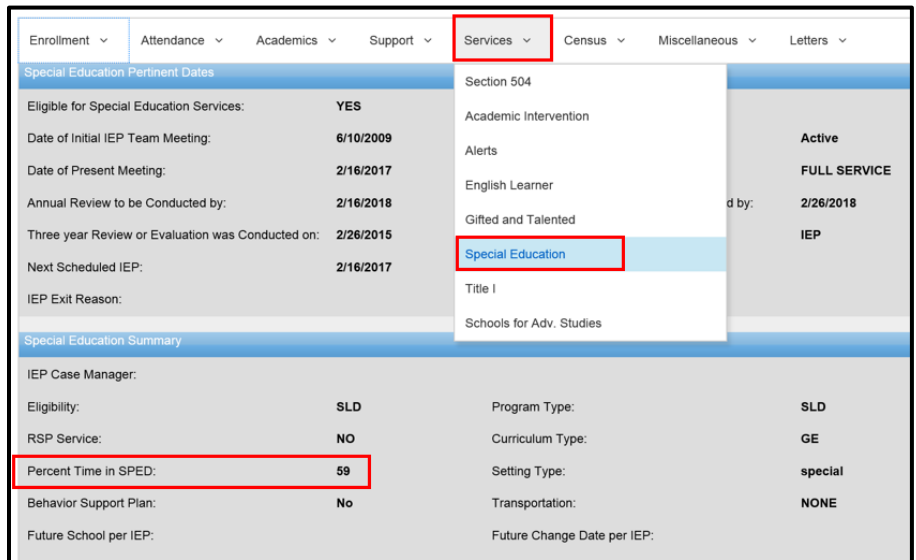 Enrollment Attendance Academics Support Services Census Miscellaneous Letters
Special Education Pertinent Dates
Section 504
Eligible for Special Education Services: YES
Academic Intervention
Date of Initial IEP Team Meeting: 6/10/2009 Active
Alerts
Date of Present Meeting: 2/16/2017 FULL SERVICE
English Learner
Annual Review to be Conducted by: 2/16/2018 d by: 2/26/2018
Gifted and Talented
Three year Review or Evaluation was Conducted on: 2/26/2015 IEP
Special Education
Next Scheduled IEP: 2/16/2017
Title I
IEP Exit Reason:
Schools for Adv. Studies
Special Education Summary
IEP Case Manager:
Eligibility: SLD Program Type: SLD
RSP Service: NO Curriculum Type: GE
Percent Time in SPED: 59 Setting Type: special
Behavior Support Plan: No Transportation: NONE
Future School per IEP: Future Change Date per IEP: